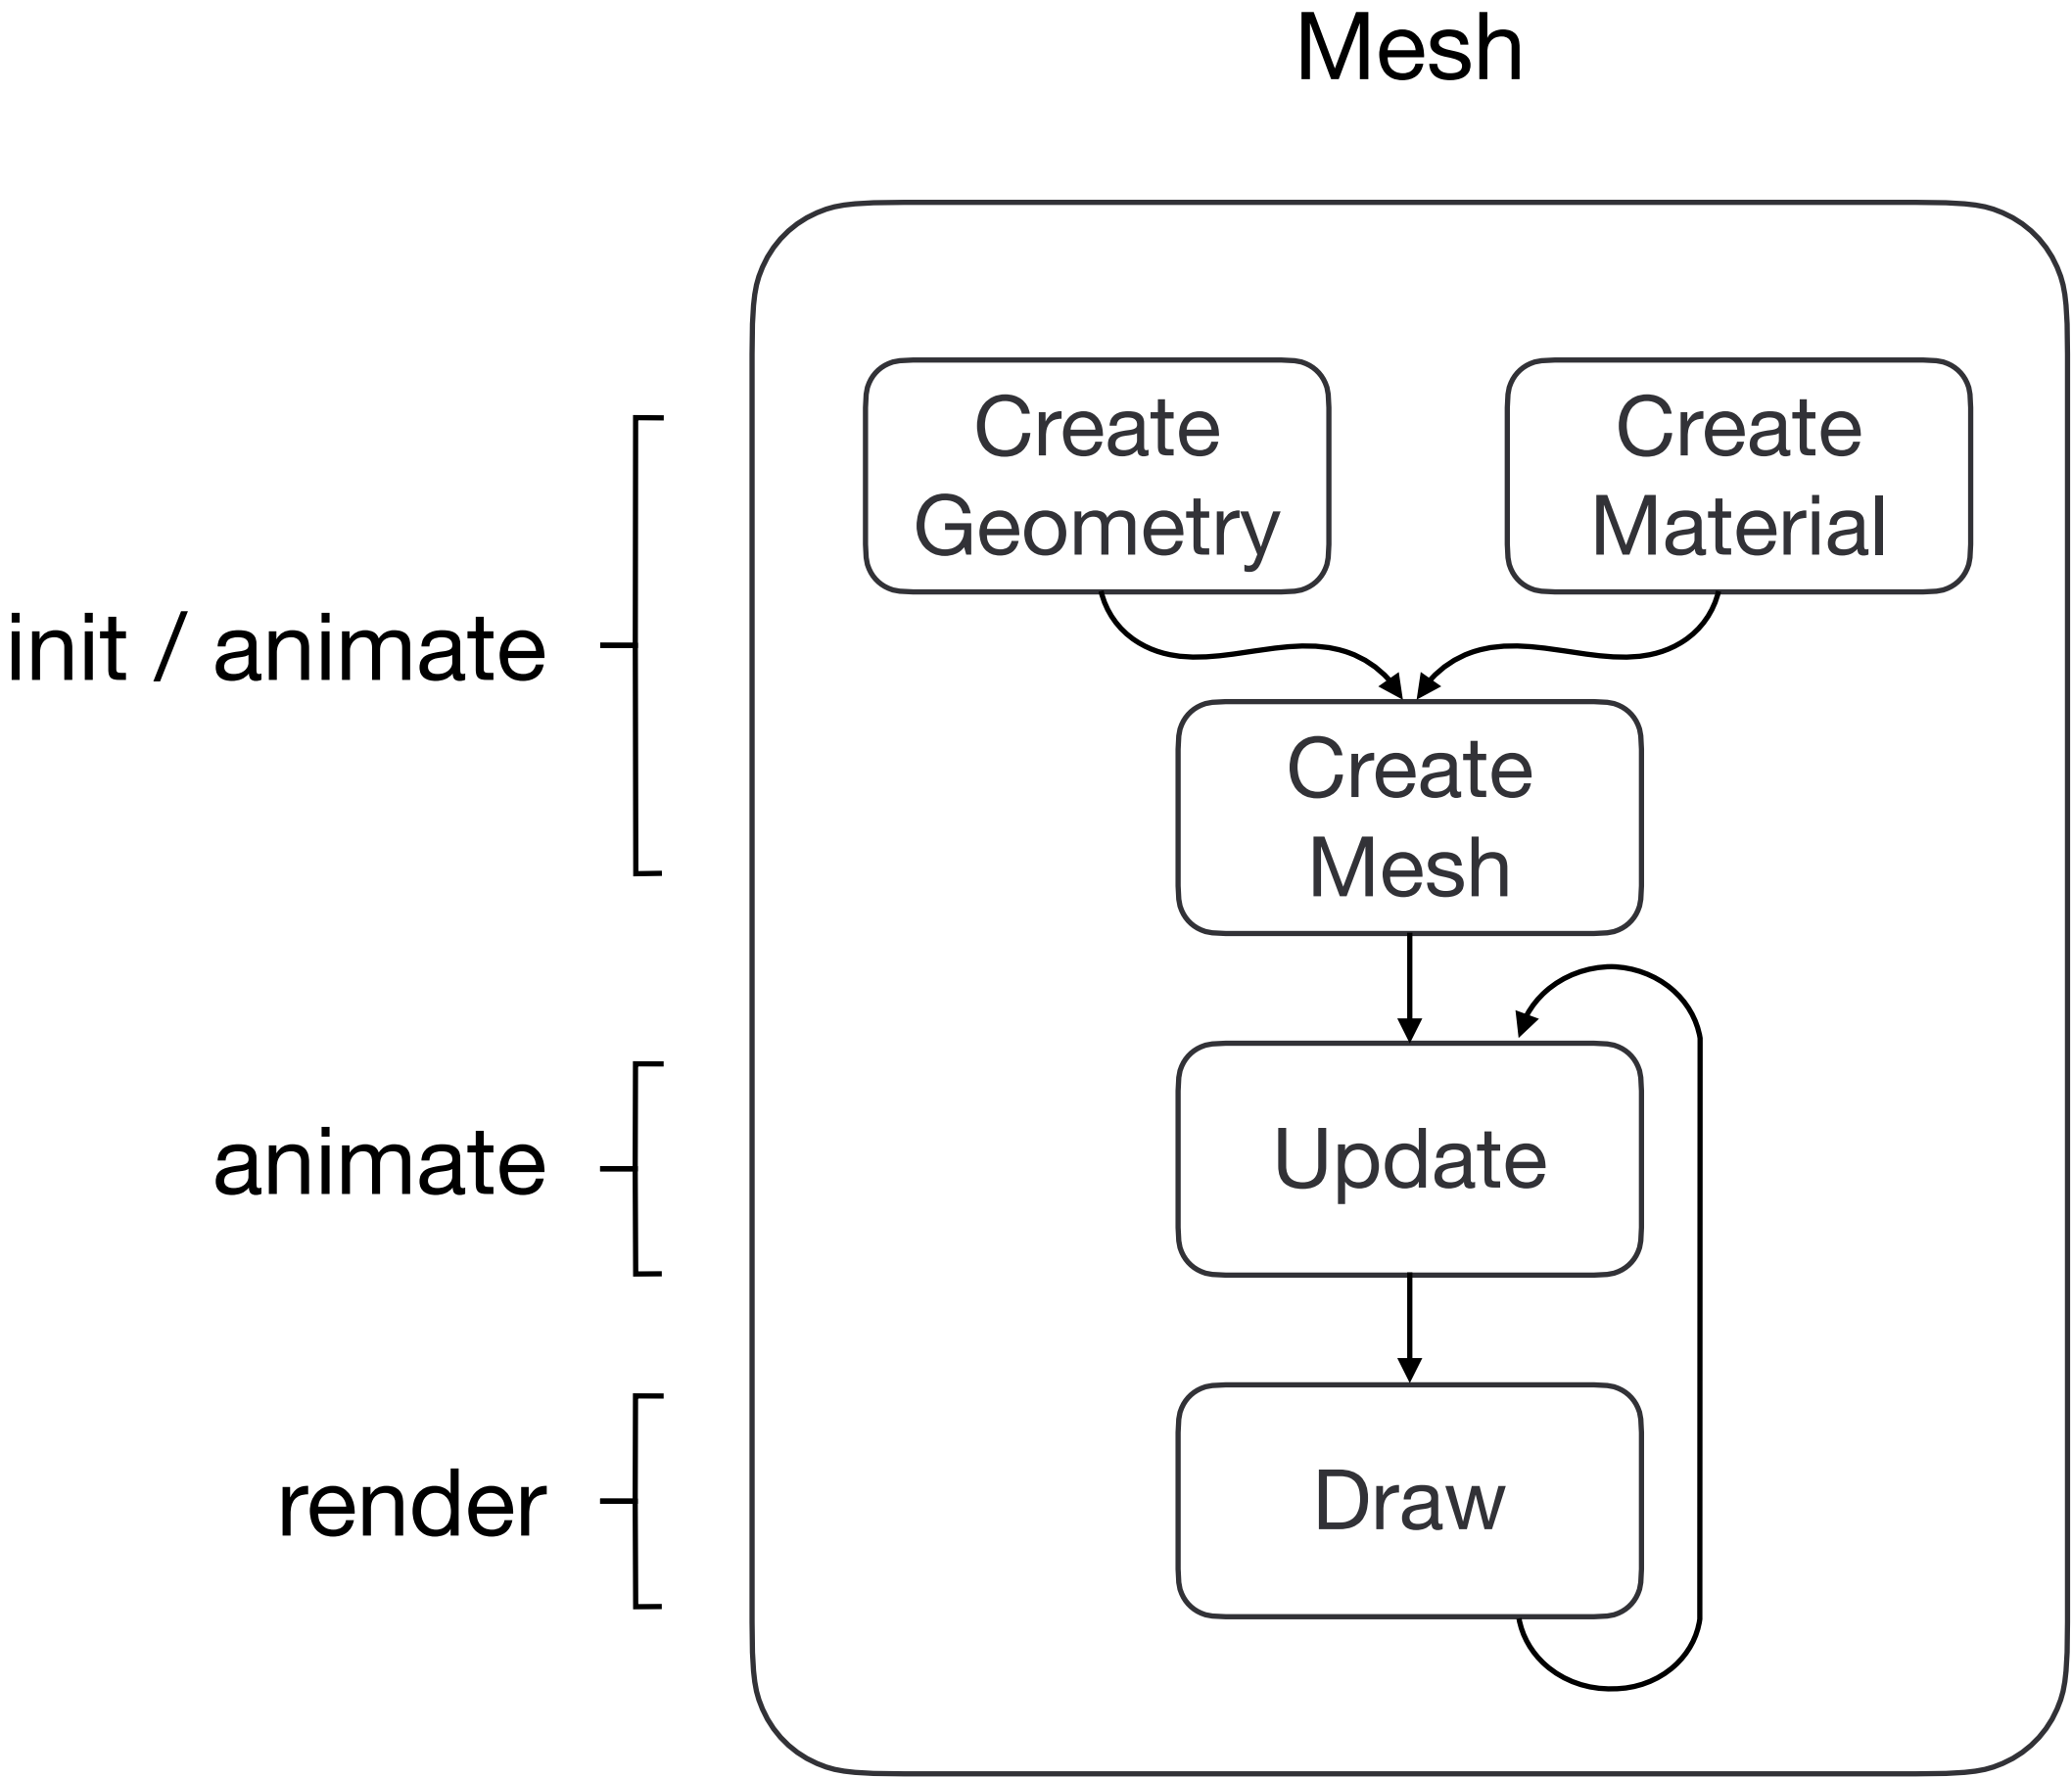 Mesh
Create
Geometry
Create
Material
init / animate
Create
Mesh
animate
Update
render
Draw